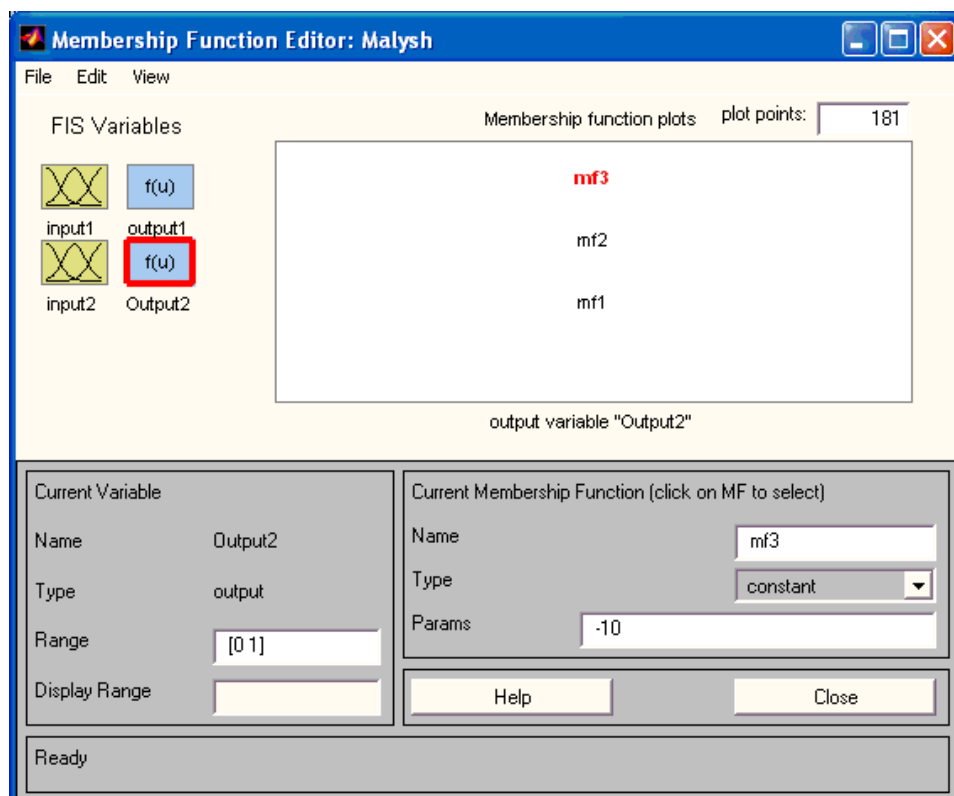 Membership Function Editor: Malysh
File Edit View
FIS Variables
Membership function plots
plot points: 181
f(u)
input1 output1
f(u)
input2 Output2
mf3
mf2
mf1
output variable "Output2"
Current Variable
Name Output2
Type output
Range [0 1]
Display Range
Current Membership Function (click on MF to select)
Name mf3
Type constant
Params -10
Help Close
Ready